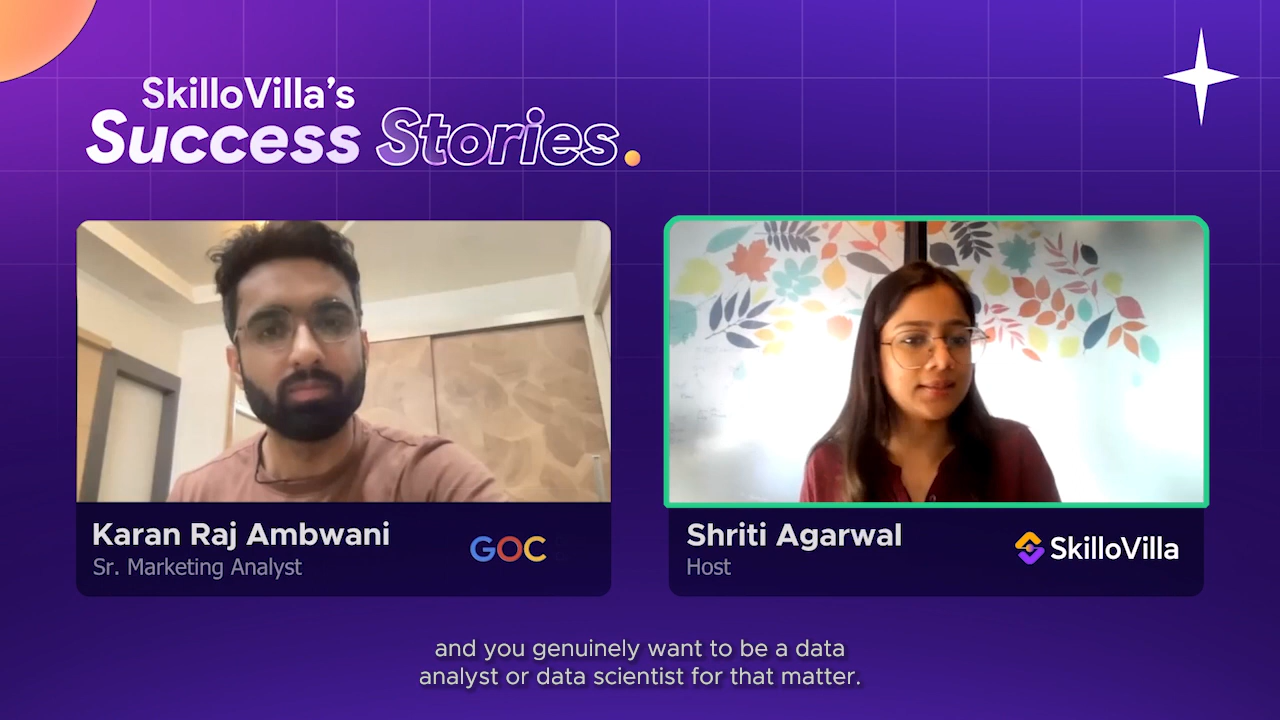 SkilloVilla's
Success Stories.
Karan Raj Ambwani
Sr. Marketing Analyst
GOC
Shriti Agarwal
Host
SkilloVilla
and you genuinely want to be a data
analyst or data scientist for that matter.